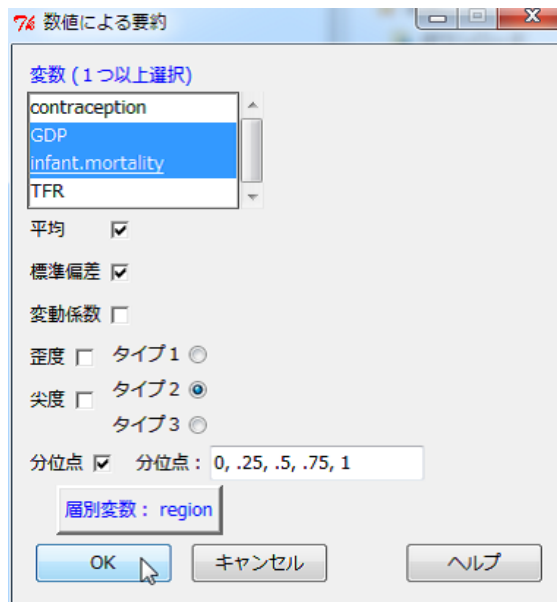 数値による要約
変数 (１つ以上選択)
contraception
GDP
infant.mortality
TFR
平均
標準偏差
変動係数
歪度 タイプ１
尖度 タイプ２
タイプ３
分位点 分位点： 0, .25, .5, .75, 1
層別変数： region
OK キャンセル ヘルプ